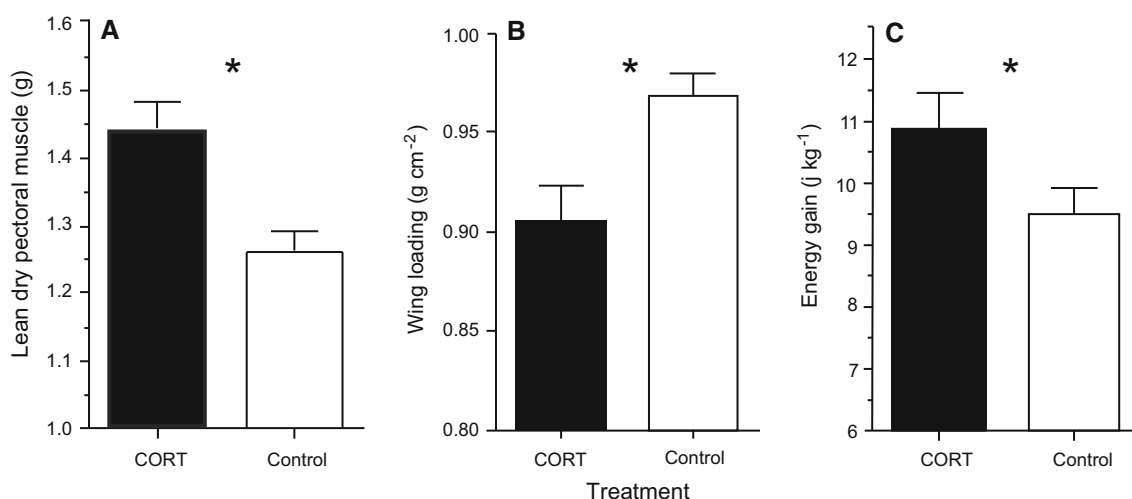 A
Lean dry pectoral muscle (g)
1.6
1.5
1.4
1.3
1.2
1.1
1.0
*
CORT Control
B
Wing loading (g cm⁻²)
1.00
0.95
0.90
0.85
0.80
*
CORT Control
C
Energy gain (j kg⁻¹)
12
11
10
9
8
7
6
*
CORT Control
Treatment